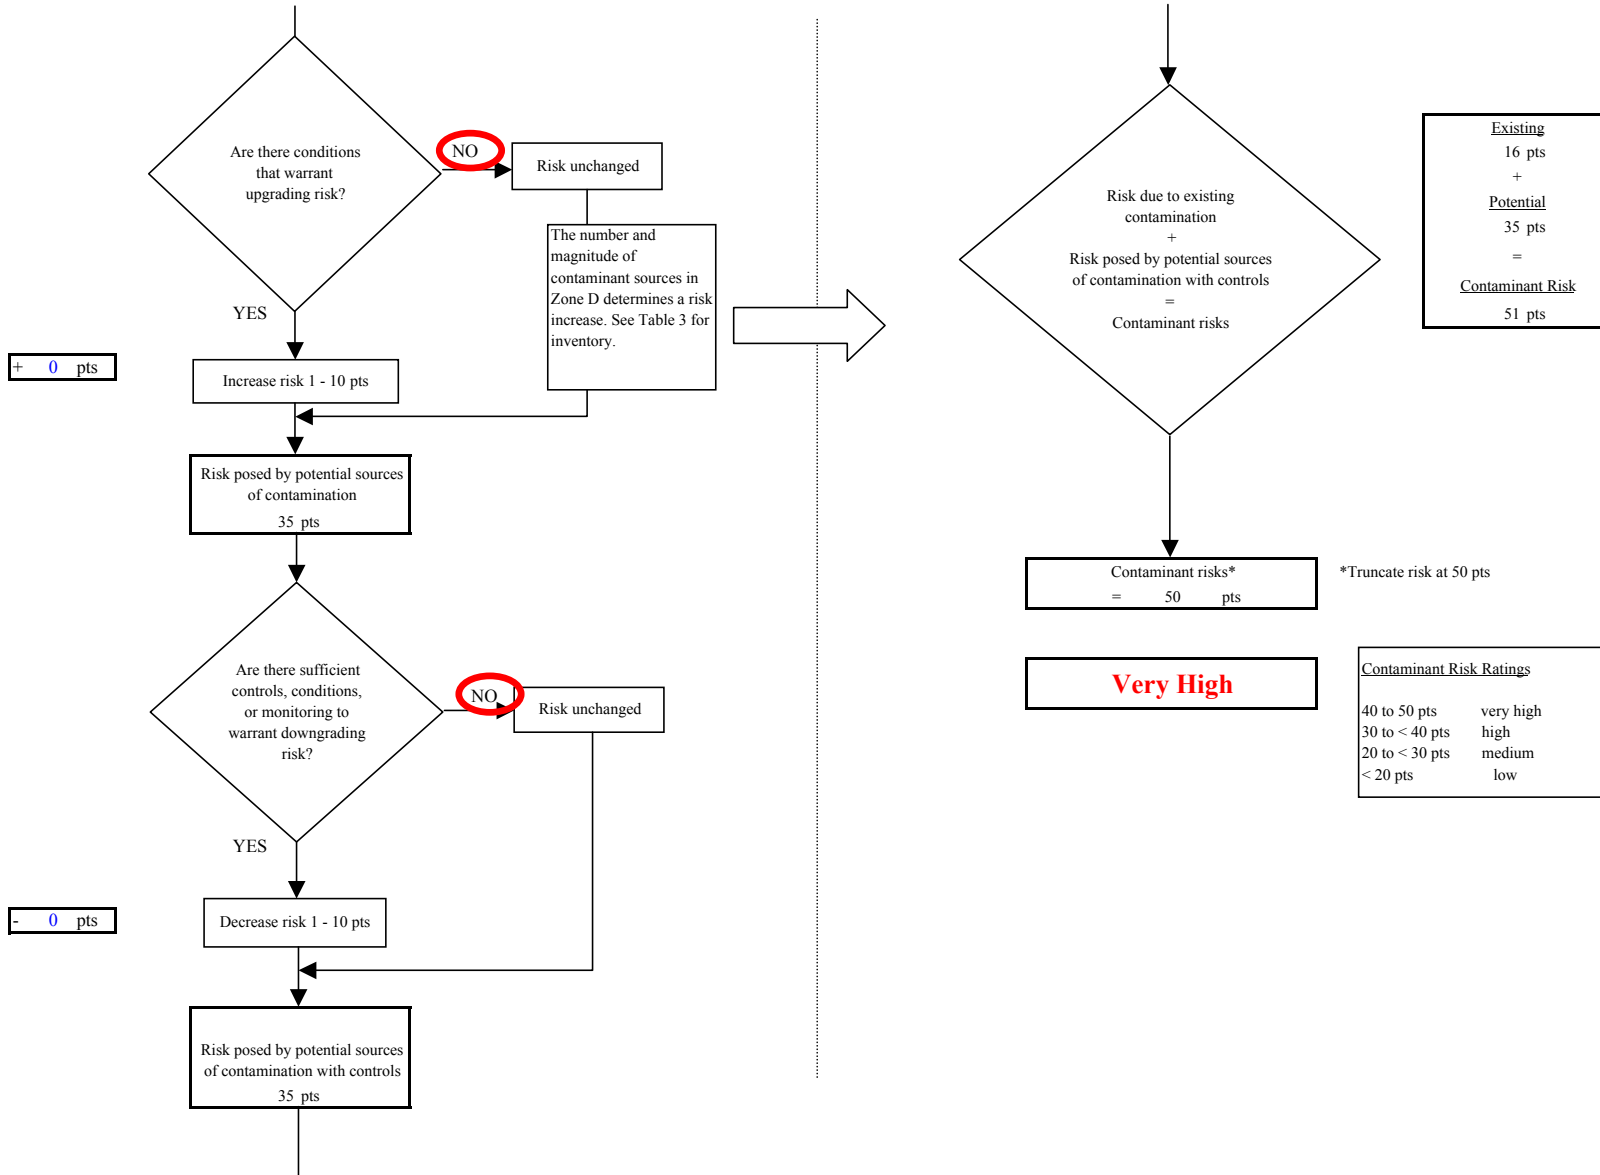 Are there conditions
that warrant
upgrading risk?
NO
Risk unchanged
The number and
magnitude of
contaminant sources in
Zone D determines a risk
increase. See Table 3 for
inventory.
YES
+ 0 pts
Increase risk 1 - 10 pts
Risk posed by potential sources
of contamination
35 pts
Are there sufficient
controls, conditions,
or monitoring to
warrant downgrading
risk?
NO
Risk unchanged
YES
- 0 pts
Decrease risk 1 - 10 pts
Risk posed by potential sources
of contamination with controls
35 pts
Risk due to existing
contamination
+
Risk posed by potential sources
of contamination with controls
=
Contaminant risks
Existing
16 pts
+
Potential
35 pts
=
Contaminant Risk
51 pts
Contaminant risks*
= 50 pts
*Truncate risk at 50 pts
Very High
Contaminant Risk Ratings
40 to 50 pts very high
30 to < 40 pts high
20 to < 30 pts medium
< 20 pts low